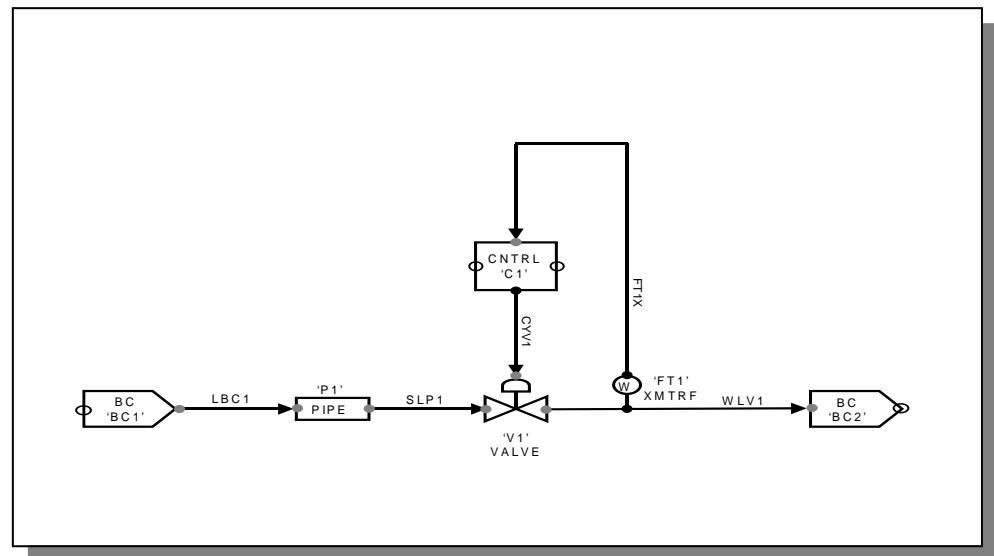 CNTRL
'C1'
FT1X
CYV1
BC
'BC1'
LBC1
'P1'
PIPE
SLP1
'V1'
VALVE
W
'FT1'
XMTRF
WLV1
BC
'BC2'